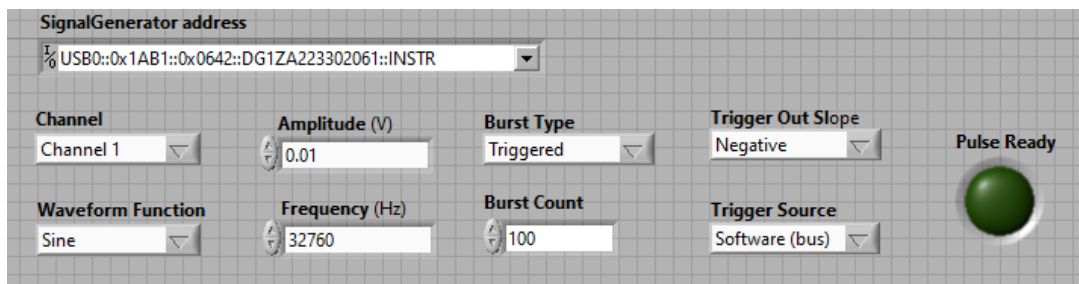 SignalGenerator address
I/O USB0::0x1AB1::0x0642::DG1ZA223302061::INSTR
Channel Amplitude (V) Burst Type Trigger Out Slope
Channel 1 0.01 Triggered Negative Pulse Ready
Waveform Function Frequency (Hz) Burst Count Trigger Source
Sine 32760 100 Software (bus)